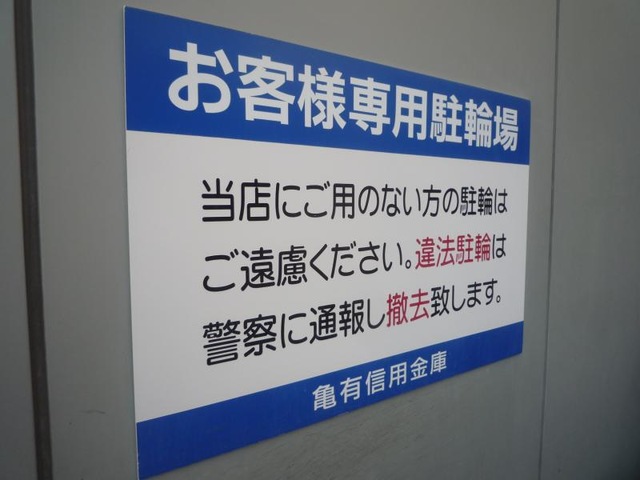 お客様専用駐輪場
当店にご用のない方の駐輪は
ご遠慮ください。違法駐輪は
警察に通報し撤去致します。
亀有信用金庫